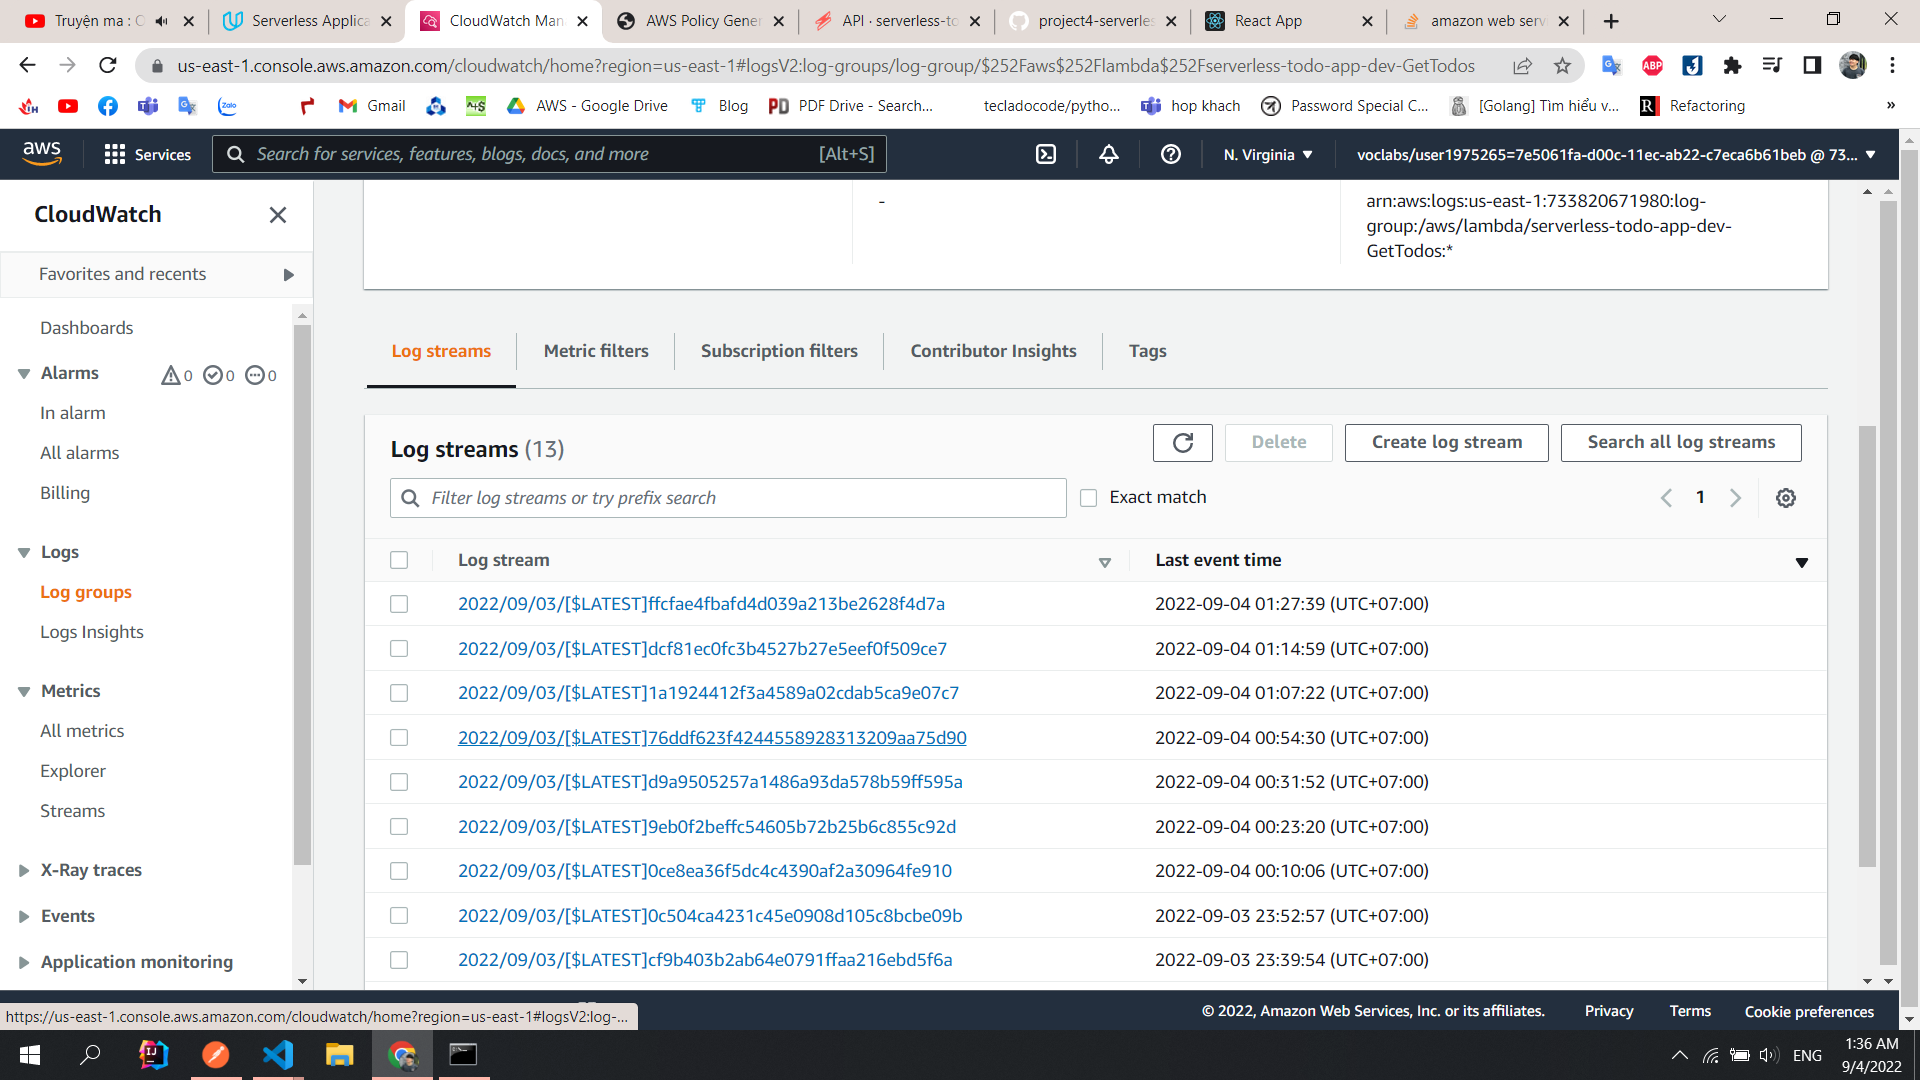 Truyện ma : C
Serverless Applica
CloudWatch Man
AWS Policy Gener
API · serverless-to
project4-serverles
React App
amazon web serv
us-east-1.console.aws.amazon.com/cloudwatch/home?region=us-east-1#logsV2:log-groups/log-group/$252Faws$252Flambda$252Fserverless-todo-app-dev-GetTodos
Gmail
AWS - Google Drive
Blog
PDF Drive - Search...
tecladocode/pytho...
hop khach
Password Special C...
[Golang] Tìm hiểu v...
Refactoring
»
aws
Services
Search for services, features, blogs, docs, and more
[Alt+S]
N. Virginia
voclabs/user1975265=7e5061fa-d00c-11ec-ab22-c7eca6b61beb @ 73...
CloudWatch
Favorites and recents
Dashboards
Alarms
0
0
0
In alarm
All alarms
Billing
Logs
Log groups
Logs Insights
Metrics
All metrics
Explorer
Streams
X-Ray traces
Events
Application monitoring
-
arn:aws:logs:us-east-1:733820671980:log-
group:/aws/lambda/serverless-todo-app-dev-
GetTodos:*
Log streams
Metric filters
Subscription filters
Contributor Insights
Tags
Log streams (13)
Delete
Create log stream
Search all log streams
Filter log streams or try prefix search
Exact match
1
Log stream
Last event time
2022/09/03/[$LATEST]ffcfae4fbafd4d039a213be2628f4d7a
2022-09-04 01:27:39 (UTC+07:00)
2022/09/03/[$LATEST]dcf81ec0fc3b4527b27e5eef0f509ce7
2022-09-04 01:14:59 (UTC+07:00)
2022/09/03/[$LATEST]1a1924412f3a4589a02cdab5ca9e07c7
2022-09-04 01:07:22 (UTC+07:00)
2022/09/03/[$LATEST]76ddf623f4244558928313209aa75d90
2022-09-04 00:54:30 (UTC+07:00)
2022/09/03/[$LATEST]d9a9505257a1486a93da578b59ff595a
2022-09-04 00:31:52 (UTC+07:00)
2022/09/03/[$LATEST]9eb0f2beffc54605b72b25b6c855c92d
2022-09-04 00:23:20 (UTC+07:00)
2022/09/03/[$LATEST]0ce8ea36f5dc4c4390af2a30964fe910
2022-09-04 00:10:06 (UTC+07:00)
2022/09/03/[$LATEST]0c504ca4231c45e0908d105c8bcbe09b
2022-09-03 23:52:57 (UTC+07:00)
2022/09/03/[$LATEST]cf9b403b2ab64e0791ffaa216ebd5f6a
2022-09-03 23:39:54 (UTC+07:00)
https://us-east-1.console.aws.amazon.com/cloudwatch/home?region=us-east-1#logsV2:log-...
© 2022, Amazon Web Services, Inc. or its affiliates.
Privacy
Terms
Cookie preferences
ENG
1:36 AM
9/4/2022